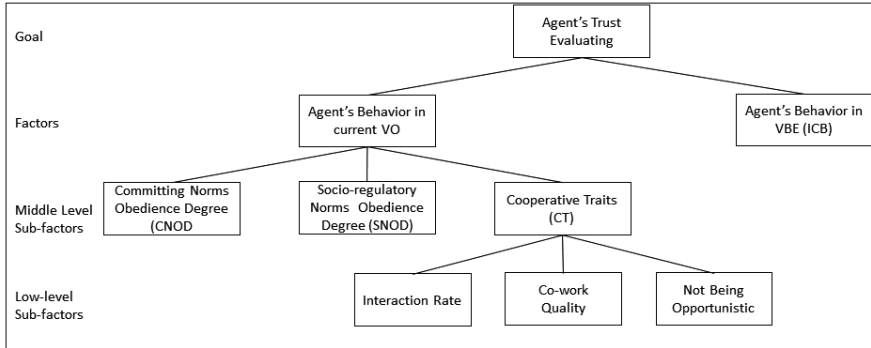 Goal
Agent's Trust
Evaluating
Factors
Agent's Behavior in
current VO
Agent's Behavior in
VBE (ICB)
Middle Level
Sub-factors
Committing Norms
Obedience Degree
(CNOD
Socio-regulatory
Norms Obedience
Degree (SNOD)
Cooperative Traits
(CT)
Low-level
Sub-factors
Interaction Rate
Co-work
Quality
Not Being
Opportunistic